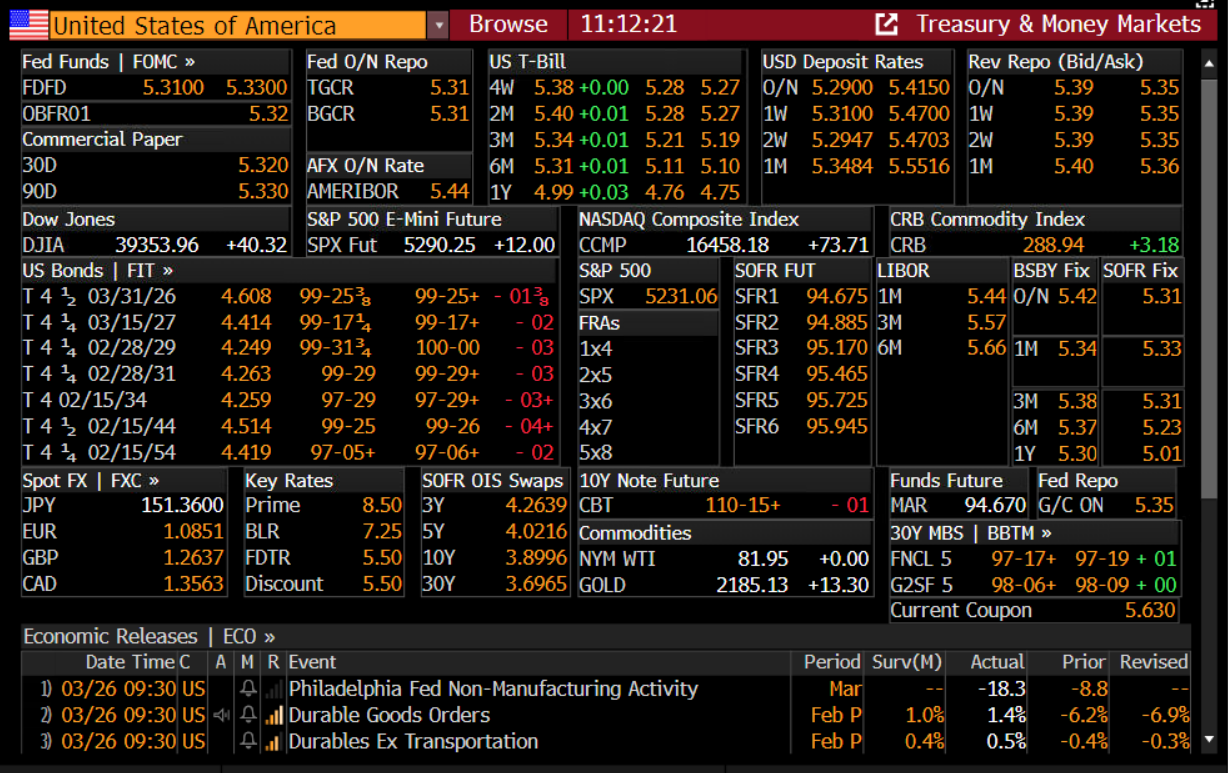 United States of America Browse 11:12:21 Treasury & Money Markets
Fed Funds | FOMC » Fed O/N Repo US T-Bill USD Deposit Rates Rev Repo (Bid/Ask)
FDFD 5.3100 5.3300 TGCR 5.31 4W 5.38 +0.00 5.28 5.27 O/N 5.2900 5.4150 O/N 5.39 5.35
OBFR01 5.32 BGCR 5.31 2M 5.40 +0.01 5.28 5.27 1W 5.3100 5.4700 1W 5.39 5.35
Commercial Paper 3M 5.34 +0.01 5.21 5.19 2W 5.2947 5.4703 2W 5.39 5.35
30D 5.320 AFX O/N Rate 6M 5.31 +0.01 5.11 5.10 1M 5.3484 5.5516 1M 5.40 5.36
90D 5.330 AMERIBOR 5.44 1Y 4.99 +0.03 4.76 4.75
Dow Jones S&P 500 E-Mini Future NASDAQ Composite Index CRB Commodity Index
DJIA 39353.96 +40.32 SPX Fut 5290.25 +12.00 CCMP 16458.18 +73.71 CRB 288.94 +3.18
US Bonds | FIT » S&P 500 SOFR FUT LIBOR BSBY Fix SOFR Fix
T 4 ½ 03/31/26 4.608 99-25⅜ 99-25+ - 01⅜ SPX 5231.06 SFR1 94.675 1M 5.44 O/N 5.42 5.31
T 4 ¼ 03/15/27 4.414 99-17¼ 99-17+ - 02 FRAs SFR2 94.885 3M 5.57
T 4 ¼ 02/28/29 4.249 99-31¾ 100-00 - 03 1x4 SFR3 95.170 6M 5.66 1M 5.34 5.33
T 4 ¼ 02/28/31 4.263 99-29 99-29+ - 03 2x5 SFR4 95.465
T 4 02/15/34 4.259 97-29 97-29+ - 03+ 3x6 SFR5 95.725 3M 5.38 5.31
T 4 ½ 02/15/44 4.514 99-25 99-26 - 04+ 4x7 SFR6 95.945 6M 5.37 5.23
T 4 ¼ 02/15/54 4.419 97-05+ 97-06+ - 02 5x8 1Y 5.30 5.01
Spot FX | FXC » Key Rates SOFR OIS Swaps 10Y Note Future Funds Future Fed Repo
JPY 151.3600 Prime 8.50 3Y 4.2639 CBT 110-15+ - 01 MAR 94.670 G/C ON 5.35
EUR 1.0851 BLR 7.25 5Y 4.0216 Commodities 30Y MBS | BBTM »
GBP 1.2637 FDTR 5.50 10Y 3.8996 NYM WTI 81.95 +0.00 FNCL 5 97-17+ 97-19 + 01
CAD 1.3563 Discount 5.50 30Y 3.6965 GOLD 2185.13 +13.30 G2SF 5 98-06+ 98-09 + 00
Current Coupon 5.630
Economic Releases | ECO »
Date Time C A M R Event Period Surv(M) Actual Prior Revised
1) 03/26 09:30 US Philadelphia Fed Non-Manufacturing Activity Mar -- -18.3 -8.8 --
2) 03/26 09:30 US Durable Goods Orders Feb P 1.0% 1.4% -6.2% -6.9%
3) 03/26 09:30 US Durables Ex Transportation Feb P 0.4% 0.5% -0.4% -0.3%